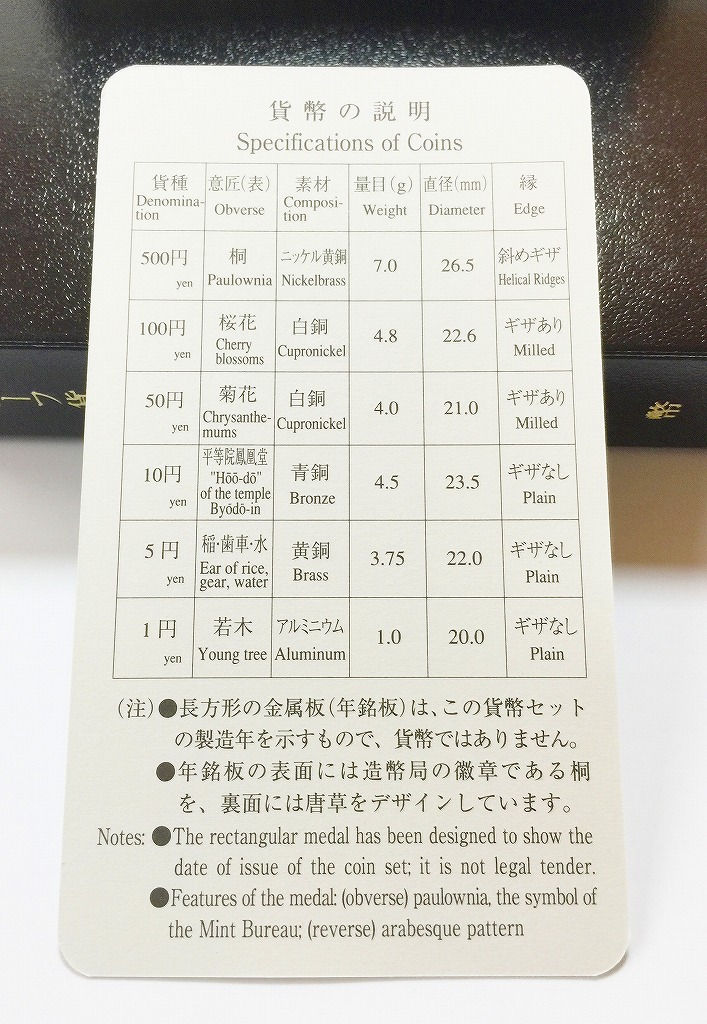 貨幣の説明
Specifications of Coins
貨種 意匠(表) 素材 量目(g) 直径(mm) 縁
Denomina-tion Obverse Composi-tion Weight Diameter Edge
500円 桐 ニッケル黄銅 7.0 26.5 斜めギザ
yen Paulownia Nickelbrass Helical Ridges
100円 桜花 白銅 4.8 22.6 ギザあり
yen Cherry blossoms Cupronickel Milled
50円 菊花 白銅 4.0 21.0 ギザあり
yen Chrysanthe-mums Cupronickel Milled
10円 平等院鳳凰堂 青銅 4.5 23.5 ギザなし
yen "Hōō-dō" of the temple Byōdō-in Bronze Plain
5円 稲・歯車・水 黄銅 3.75 22.0 ギザなし
yen Ear of rice, gear, water Brass Plain
1円 若木 アルミニウム 1.0 20.0 ギザなし
yen Young tree Aluminum Plain
(注)●長方形の金属板(年銘板)は、この貨幣セット
の製造年を示すもので、貨幣ではありません。
●年銘板の表面には造幣局の徽章である桐
を、裏面には唐草をデザインしています。
Notes: ●The rectangular medal has been designed to show the
date of issue of the coin set; it is not legal tender.
●Features of the medal: (obverse) paulownia, the symbol of
the Mint Bureau; (reverse) arabesque pattern